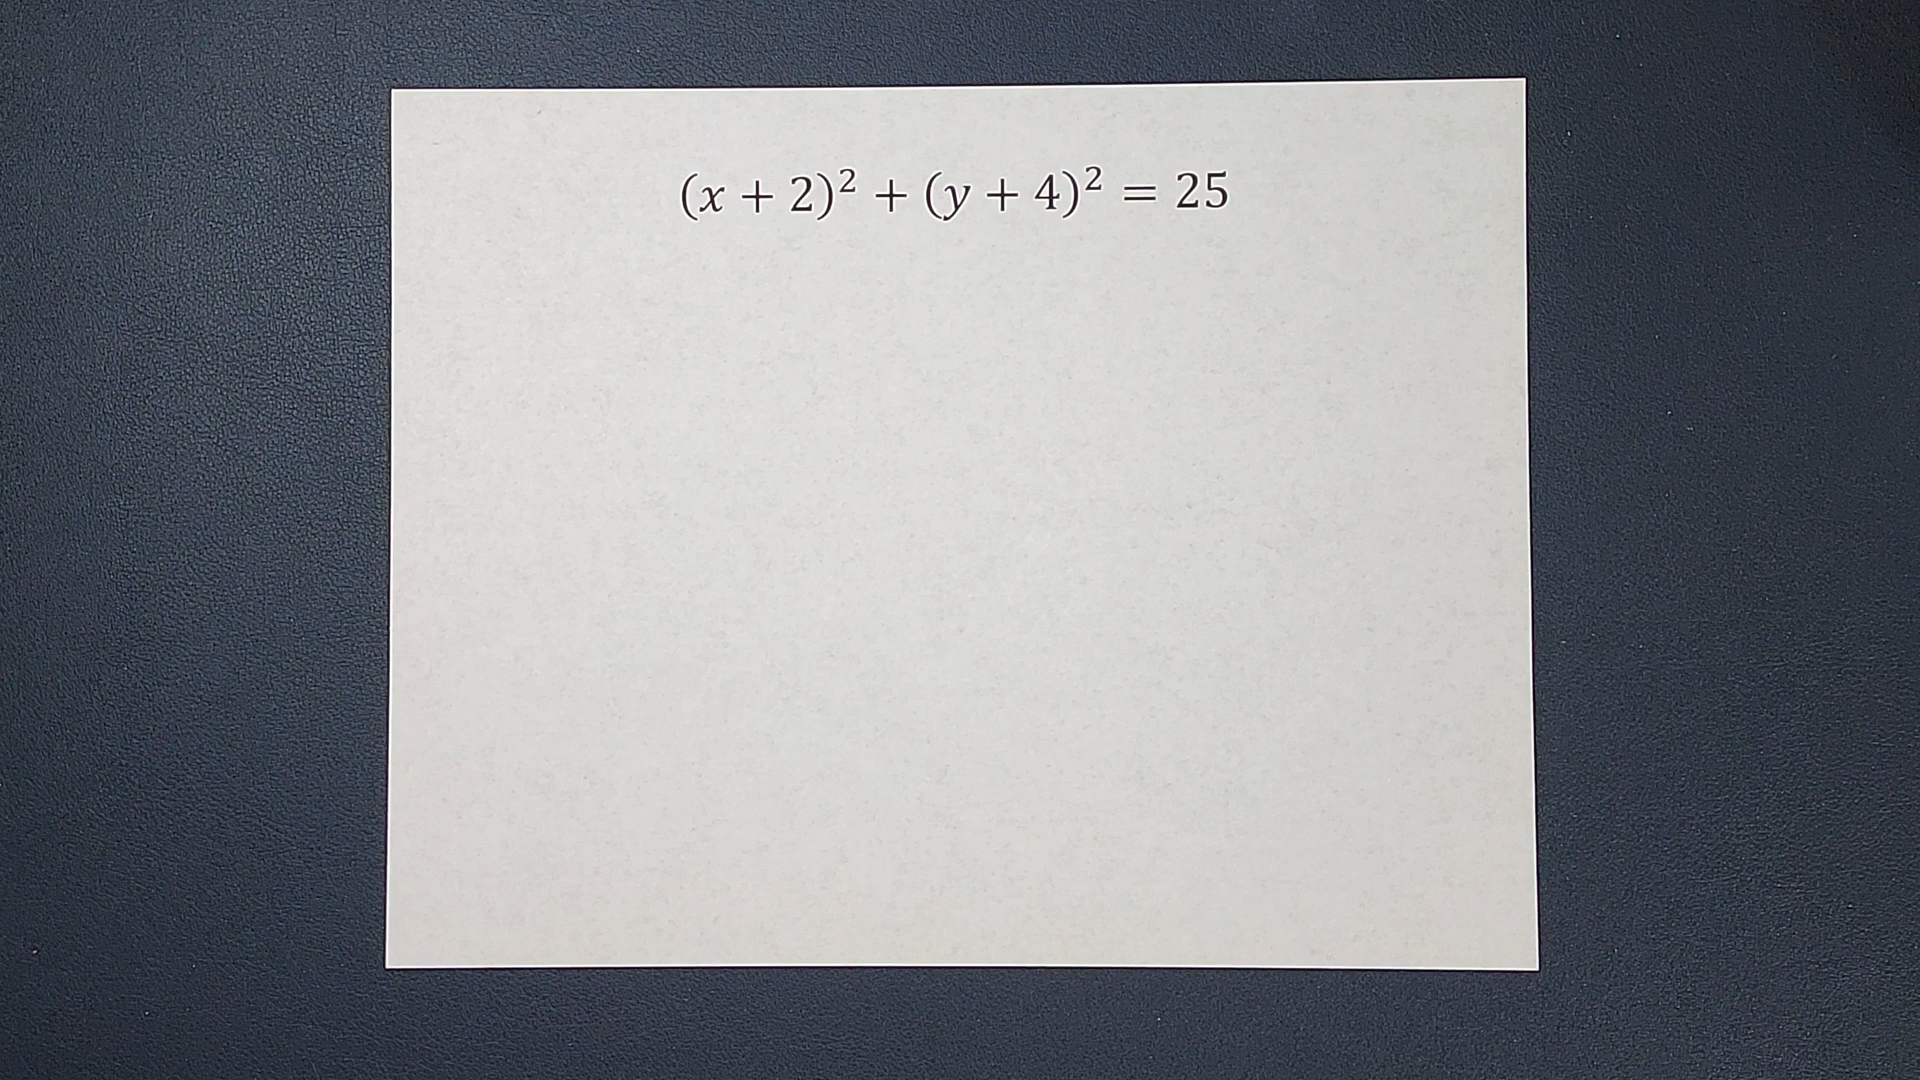 (x + 2)² + (y + 4)² = 25